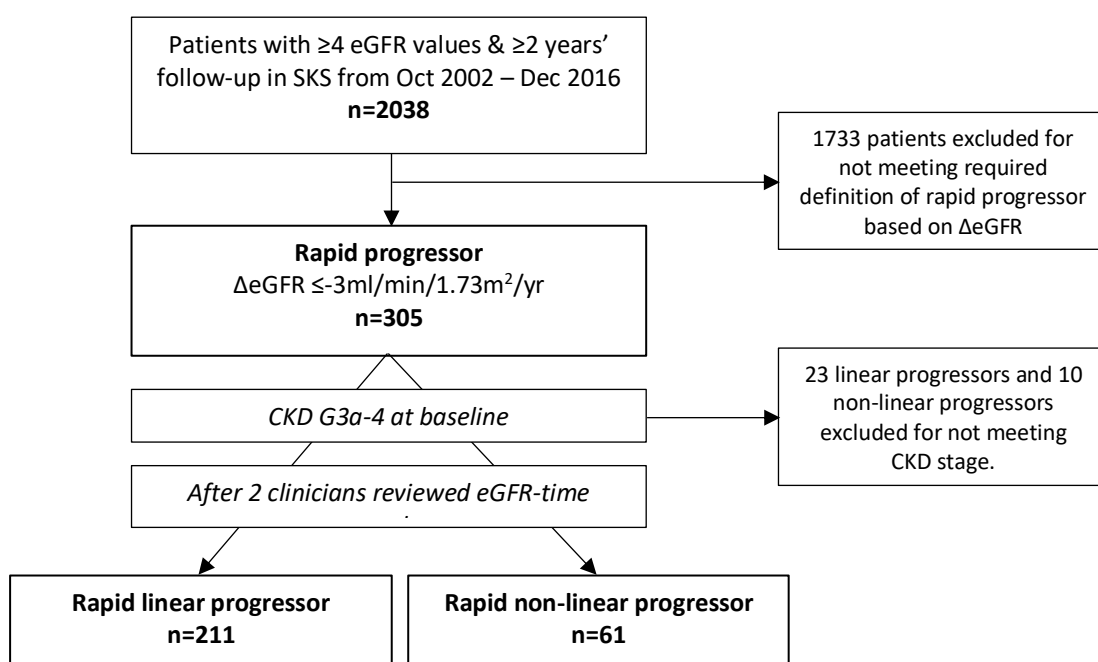 Patients with ≥4 eGFR values & ≥2 years’
follow-up in SKS from Oct 2002 – Dec 2016
n=2038
1733 patients excluded for
not meeting required
definition of rapid progressor
based on ΔeGFR
Rapid progressor
ΔeGFR ≤-3ml/min/1.73m²/yr
n=305
23 linear progressors and 10
non-linear progressors
excluded for not meeting
CKD stage.
CKD G3a-4 at baseline
After 2 clinicians reviewed eGFR-time
Rapid linear progressor
n=211
Rapid non-linear progressor
n=61